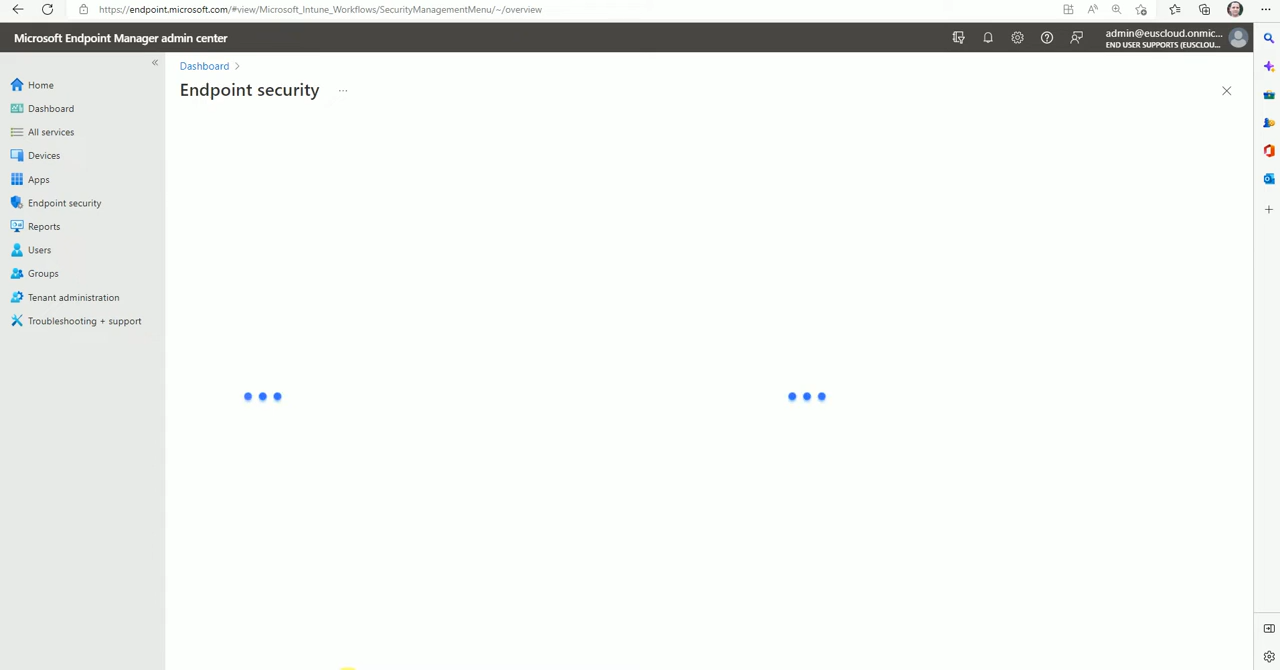 https://endpoint.microsoft.com/#view/Microsoft_Intune_Workflows/SecurityManagementMenu/~/overview
Microsoft Endpoint Manager admin center
admin@euscloud.onmic...
END USER SUPPORTS (EUSCLOU...
Dashboard
Endpoint security
Home
Dashboard
All services
Devices
Apps
Endpoint security
Reports
Users
Groups
Tenant administration
Troubleshooting + support